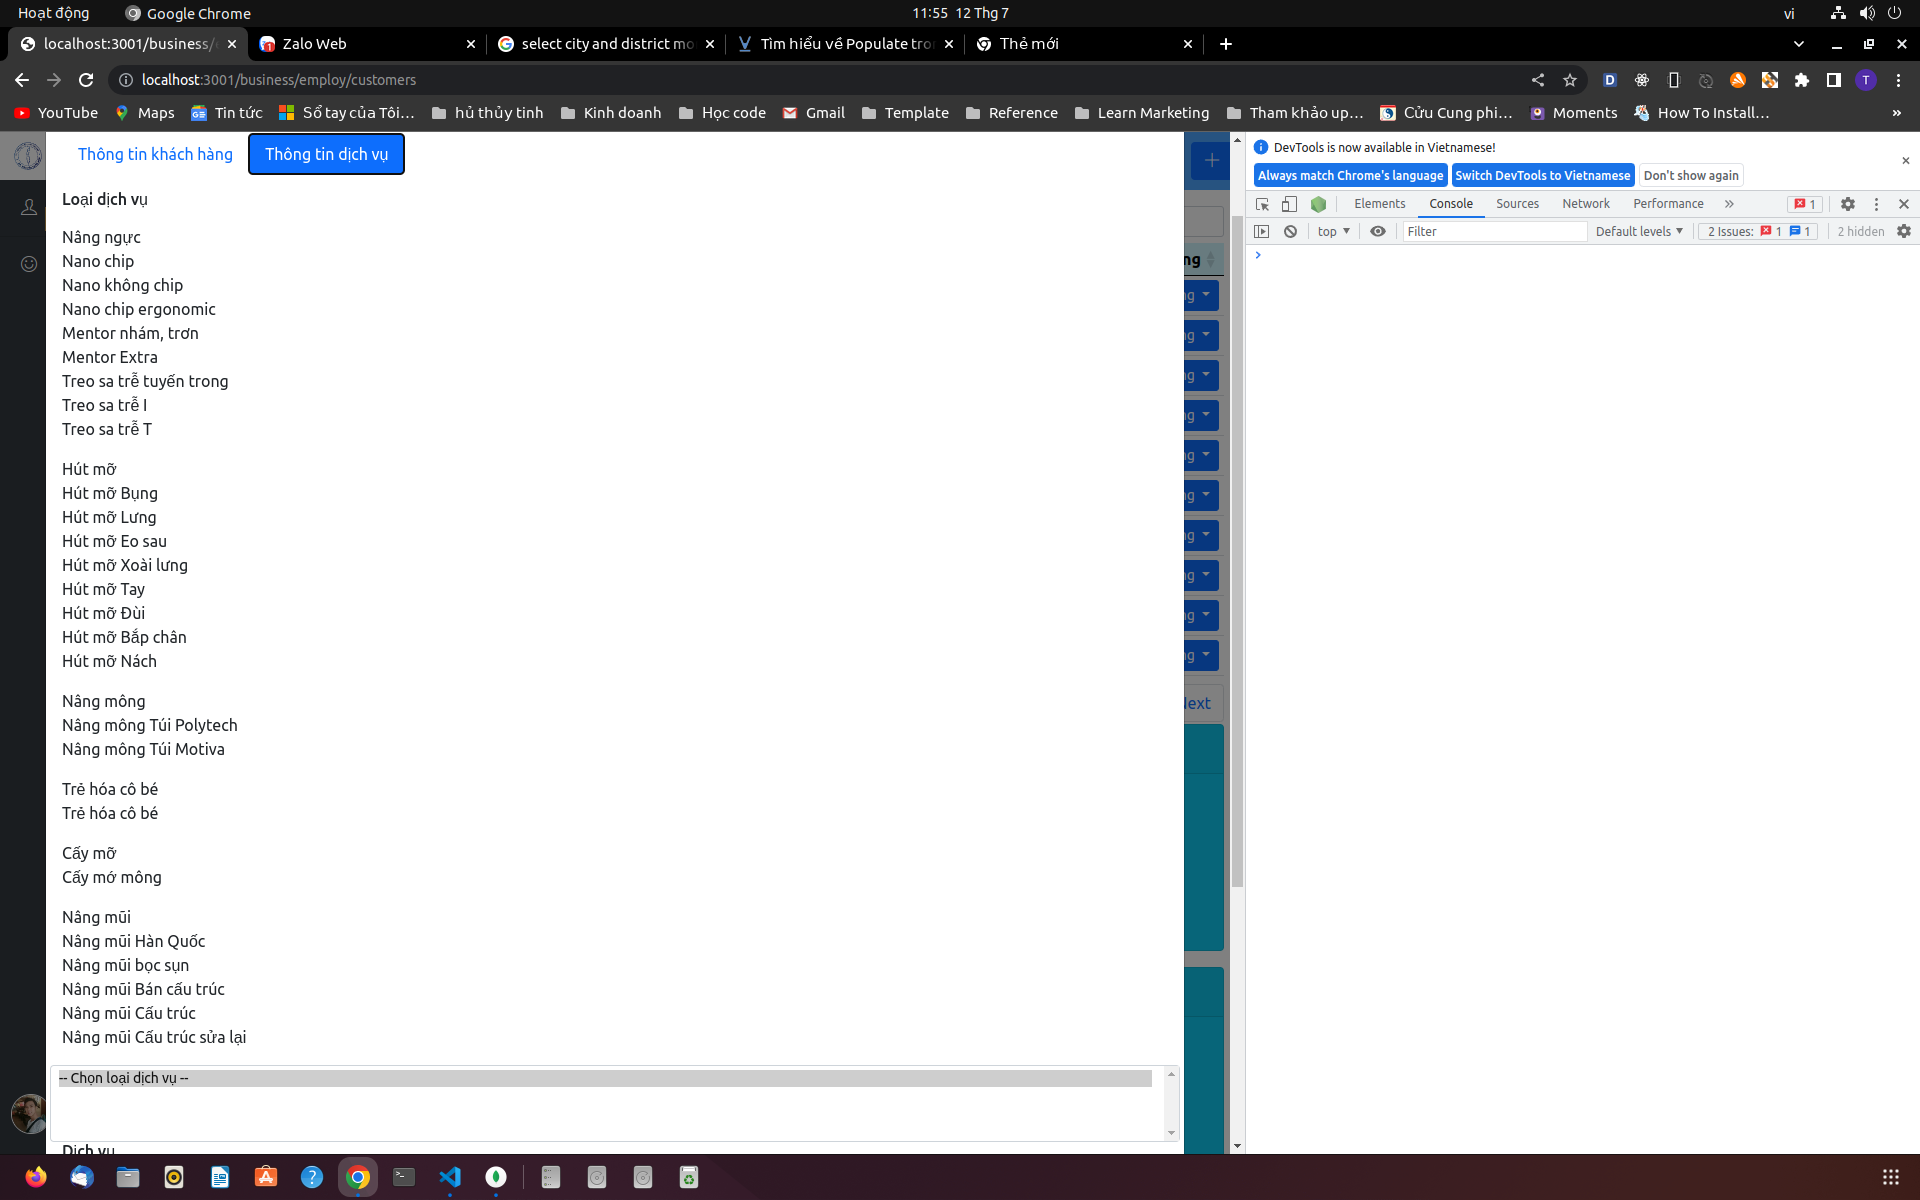 Hoạt động
Google Chrome
11:55 12 Thg 7
vi
localhost:3001/business/
Zalo Web
select city and district mo
Tìm hiểu về Populate tro
Thẻ mới
localhost:3001/business/employ/customers
T
YouTube
Maps
Tin tức
Sổ tay của Tôi...
hủ thủy tinh
Kinh doanh
Học code
Gmail
Template
Reference
Learn Marketing
Tham khảo up...
Cửu Cung phi...
Moments
How To Install...
»
Thông tin khách hàng
Thông tin dịch vụ
Loại dịch vụ
Nâng ngực
Nano chip
Nano không chip
Nano chip ergonomic
Mentor nhám, trơn
Mentor Extra
Treo sa trễ tuyến trong
Treo sa trễ I
Treo sa trễ T
Hút mỡ
Hút mỡ Bụng
Hút mỡ Lưng
Hút mỡ Eo sau
Hút mỡ Xoài lưng
Hút mỡ Tay
Hút mỡ Đùi
Hút mỡ Bắp chân
Hút mỡ Nách
Nâng mông
Nâng mông Túi Polytech
Nâng mông Túi Motiva
Trẻ hóa cô bé
Trẻ hóa cô bé
Cấy mỡ
Cấy mớ mông
Nâng mũi
Nâng mũi Hàn Quốc
Nâng mũi bọc sụn
Nâng mũi Bán cấu trúc
Nâng mũi Cấu trúc
Nâng mũi Cấu trúc sửa lại
-- Chọn loại dịch vụ --
Dịch vụ
ng
ng
ng
ng
ng
ng
ng
ng
ng
ng
ng
Next
DevTools is now available in Vietnamese!
Always match Chrome's language
Switch DevTools to Vietnamese
Don't show again
Elements
Console
Sources
Network
Performance
»
1
top
Filter
Default levels
2 Issues:
1
1
2 hidden